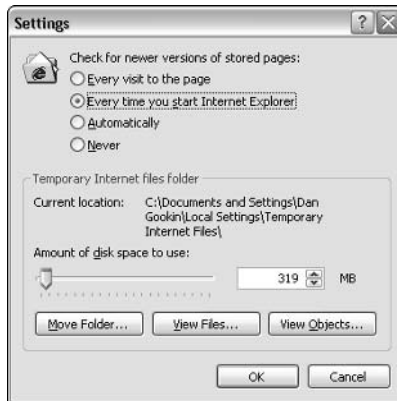 Settings
Check for newer versions of stored pages:
Every visit to the page
Every time you start Internet Explorer
Automatically
Never
Temporary Internet files folder
Current location: C:\Documents and Settings\Dan
Gookin\Local Settings\Temporary
Internet Files\
Amount of disk space to use:
319 MB
Move Folder... View Files... View Objects...
OK Cancel